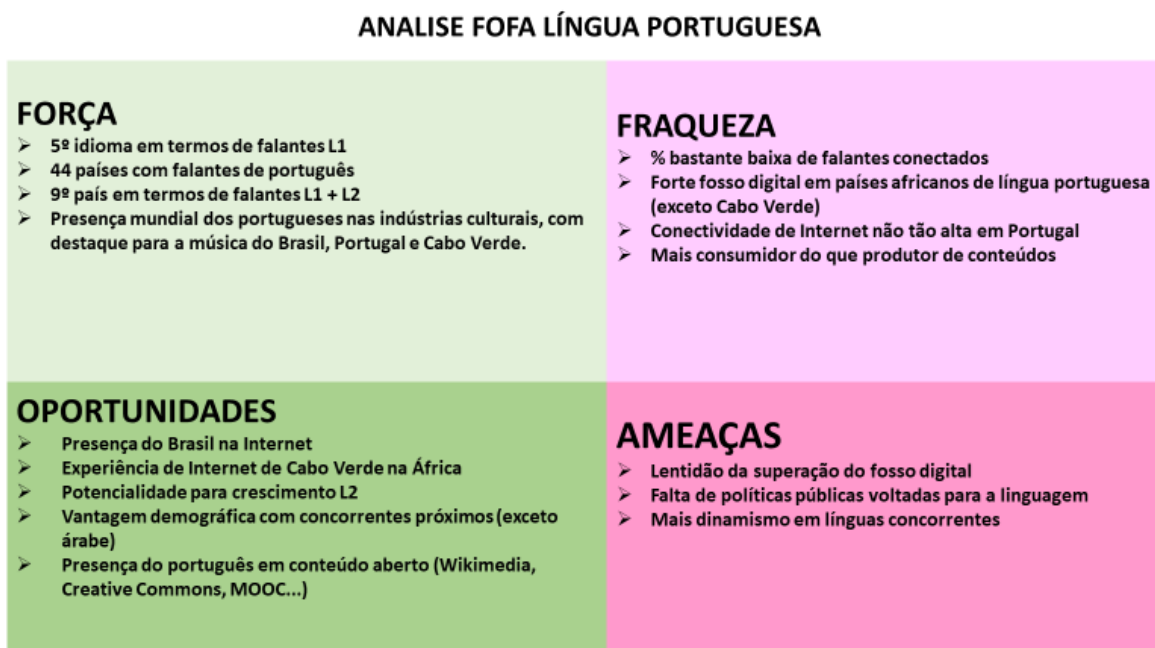 ANALISE FOFA LÍNGUA PORTUGUESA
FORÇA
➢ 5º idioma em termos de falantes L1
➢ 44 países com falantes de português
➢ 9º país em termos de falantes L1 + L2
➢ Presença mundial dos portugueses nas indústrias culturais, com
destaque para a música do Brasil, Portugal e Cabo Verde.
FRAQUEZA
➢ % bastante baixa de falantes conectados
➢ Forte fosso digital em países africanos de língua portuguesa
(exceto Cabo Verde)
➢ Conectividade de Internet não tão alta em Portugal
➢ Mais consumidor do que produtor de conteúdos
OPORTUNIDADES
➢ Presença do Brasil na Internet
➢ Experiência de Internet de Cabo Verde na África
➢ Potencialidade para crescimento L2
➢ Vantagem demográfica com concorrentes próximos (exceto
árabe)
➢ Presença do português em conteúdo aberto (Wikimedia,
Creative Commons, MOOC...)
AMEAÇAS
➢ Lentidão da superação do fosso digital
➢ Falta de políticas públicas voltadas para a linguagem
➢ Mais dinamismo em línguas concorrentes